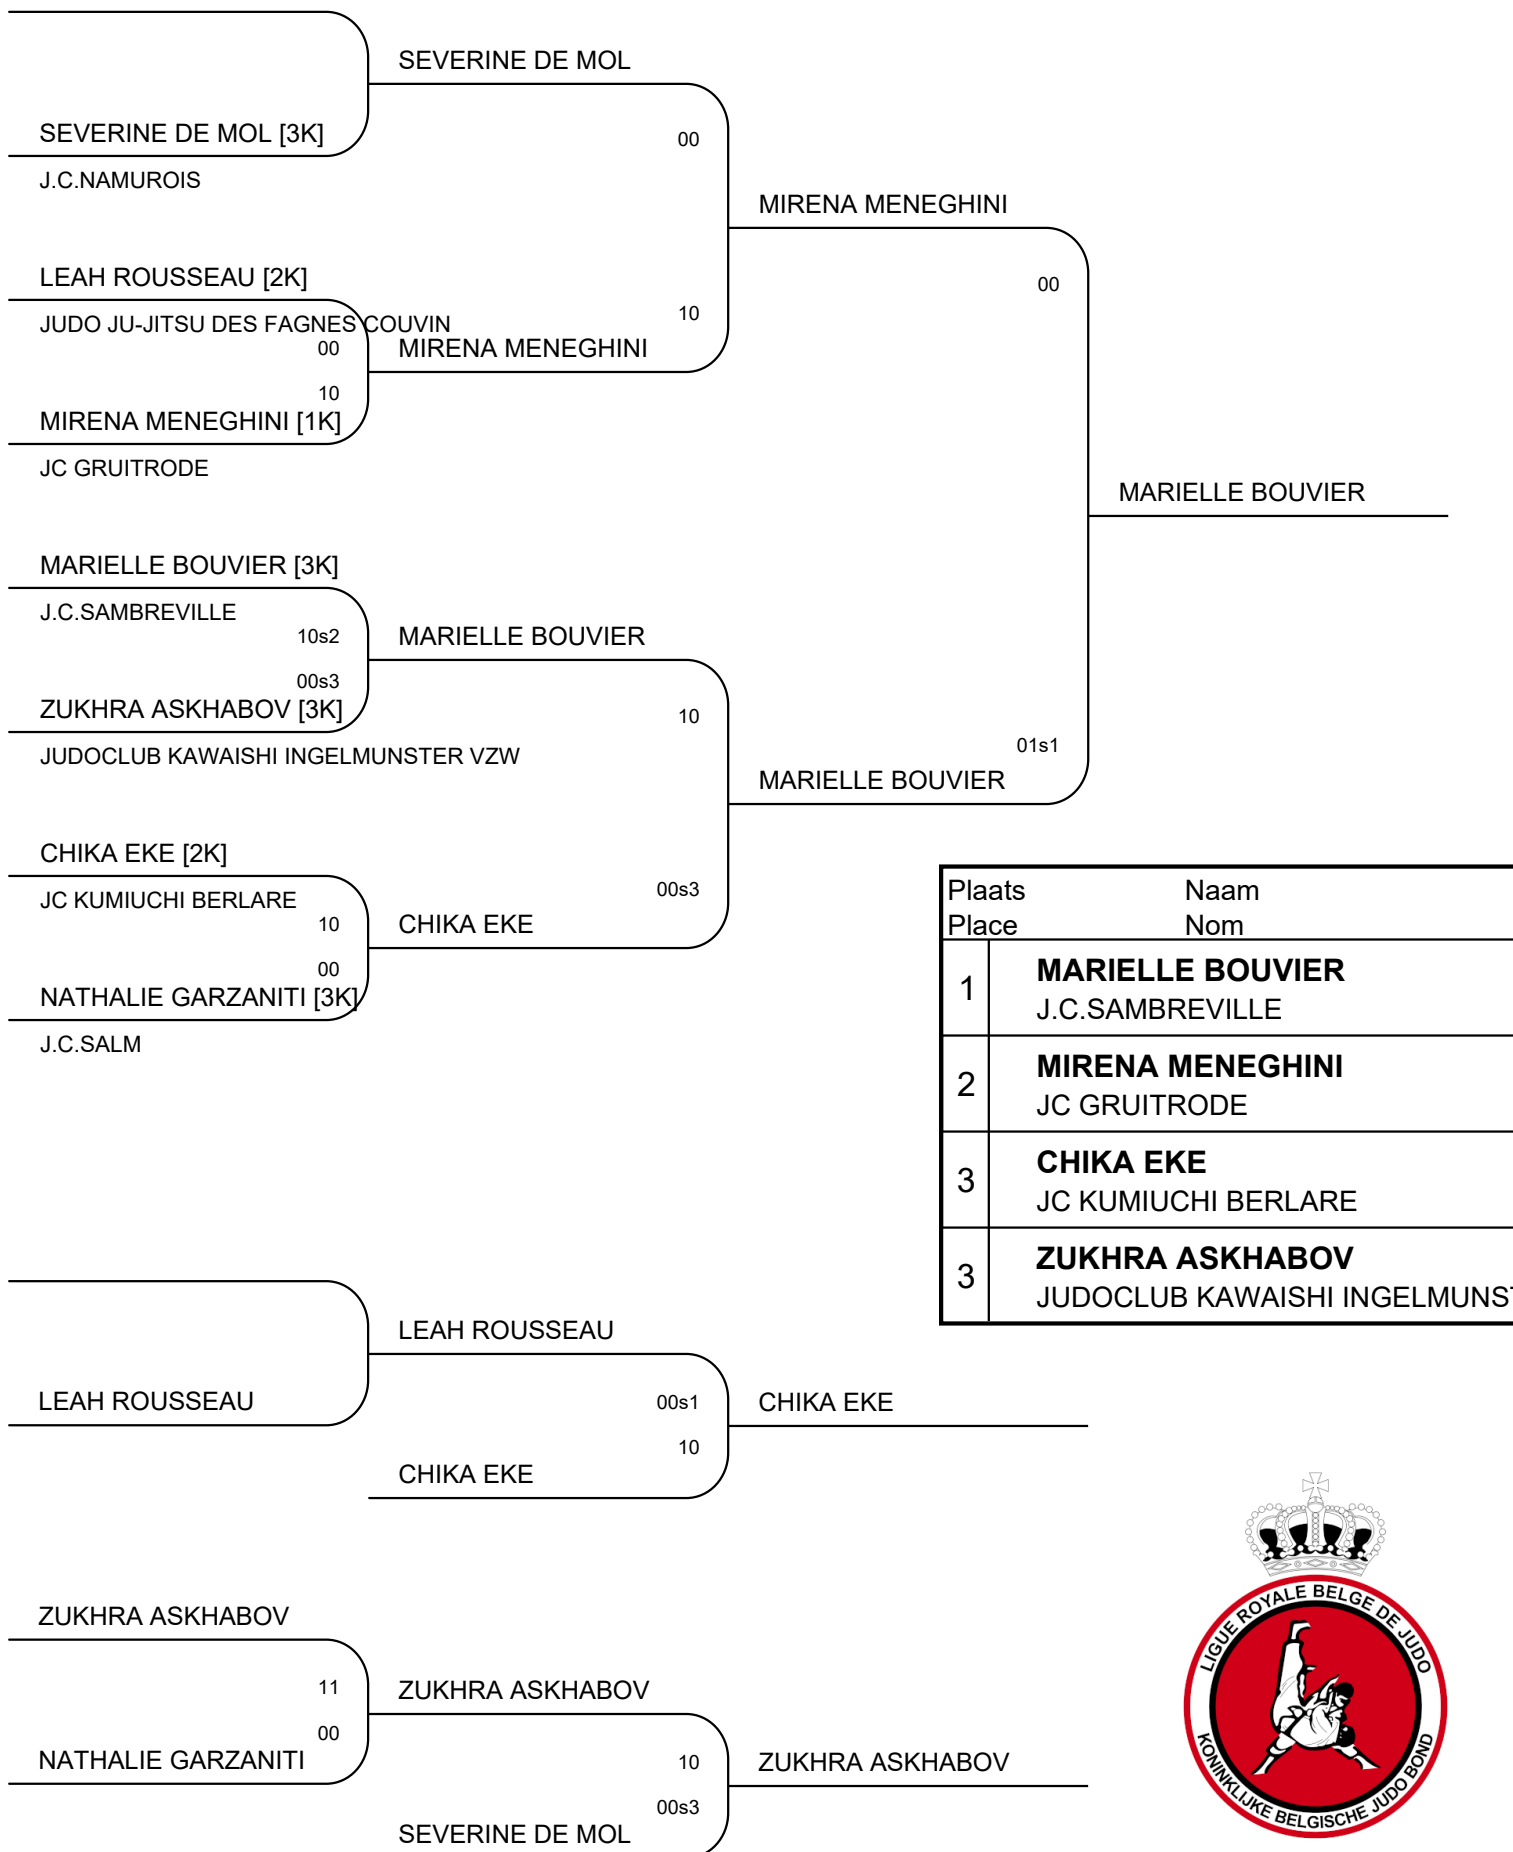 SEVERINE DE MOL
SEVERINE DE MOL [3K]
00
J.C.NAMUROIS
MIRENA MENEGHINI
LEAH ROUSSEAU [2K]
00
JUDO JU-JITSU DES FAGNES COUVIN
10
00
MIRENA MENEGHINI
10
MIRENA MENEGHINI [1K]
JC GRUITRODE
MARIELLE BOUVIER
MARIELLE BOUVIER [3K]
J.C.SAMBREVILLE
10s2
MARIELLE BOUVIER
00s3
ZUKHRA ASKHABOV [3K]
10
JUDOCLUB KAWAISHI INGELMUNSTER VZW
01s1
MARIELLE BOUVIER
CHIKA EKE [2K]
JC KUMIUCHI BERLARE
00s3
10
CHIKA EKE
00
NATHALIE GARZANITI [3K]
J.C.SALM
Plaats Naam
Place Nom
1 MARIELLE BOUVIER
J.C.SAMBREVILLE
2 MIRENA MENEGHINI
JC GRUITRODE
3 CHIKA EKE
JC KUMIUCHI BERLARE
3 ZUKHRA ASKHABOV
JUDOCLUB KAWAISHI INGELMUNST
LEAH ROUSSEAU
LEAH ROUSSEAU
00s1
CHIKA EKE
10
CHIKA EKE
ZUKHRA ASKHABOV
11
ZUKHRA ASKHABOV
00
NATHALIE GARZANITI
10
ZUKHRA ASKHABOV
00s3
SEVERINE DE MOL
LIGUE ROYALE BELGE DE JUDO
KONINKLIJKE BELGISCHE JUDO BOND